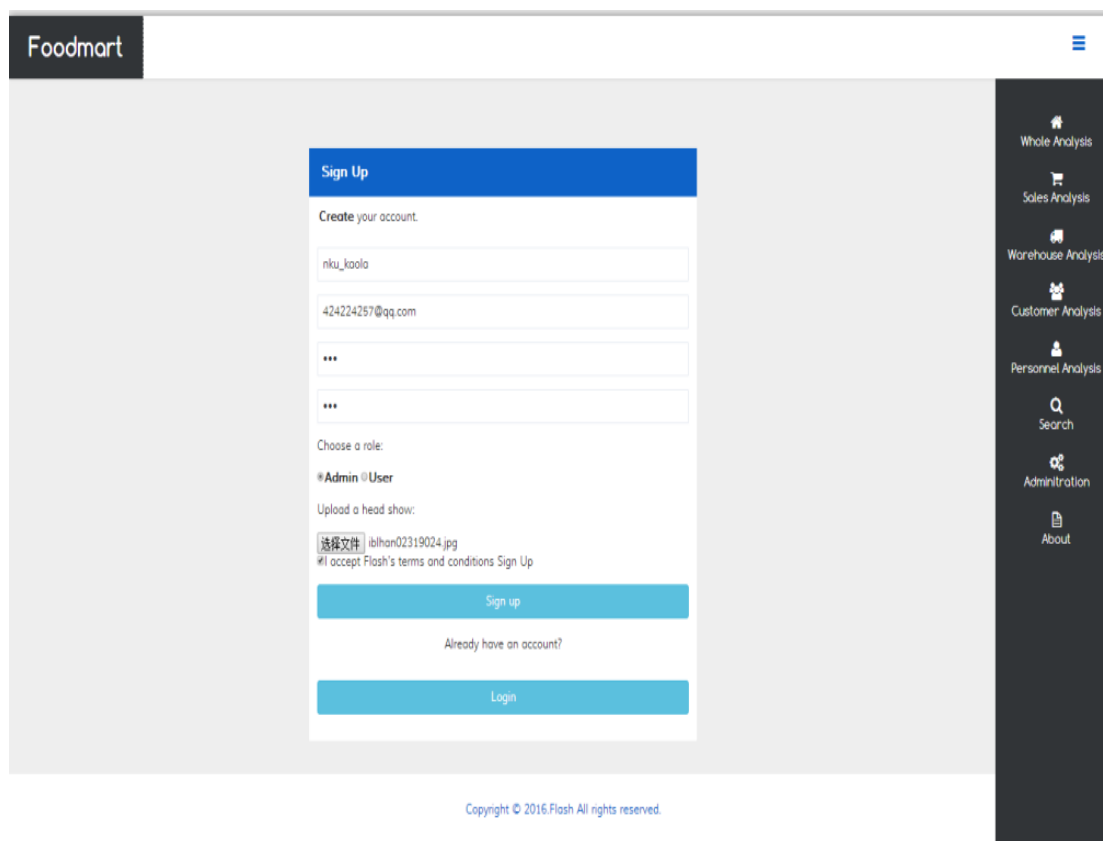 Foodmart
Whole Analysis
Sales Analysis
Warehouse Analysis
Customer Analysis
Personnel Analysis
Search
Adminitration
About
Sign Up
Create your account.
nku_kaola
424224257@qq.com
•••
•••
Choose a role:
Admin User
Upload a head show:
选择文件 iblhan02319024.jpg
I accept Flash's terms and conditions Sign Up
Sign up
Already have an account?
Login
Copyright © 2016.Flash All rights reserved.